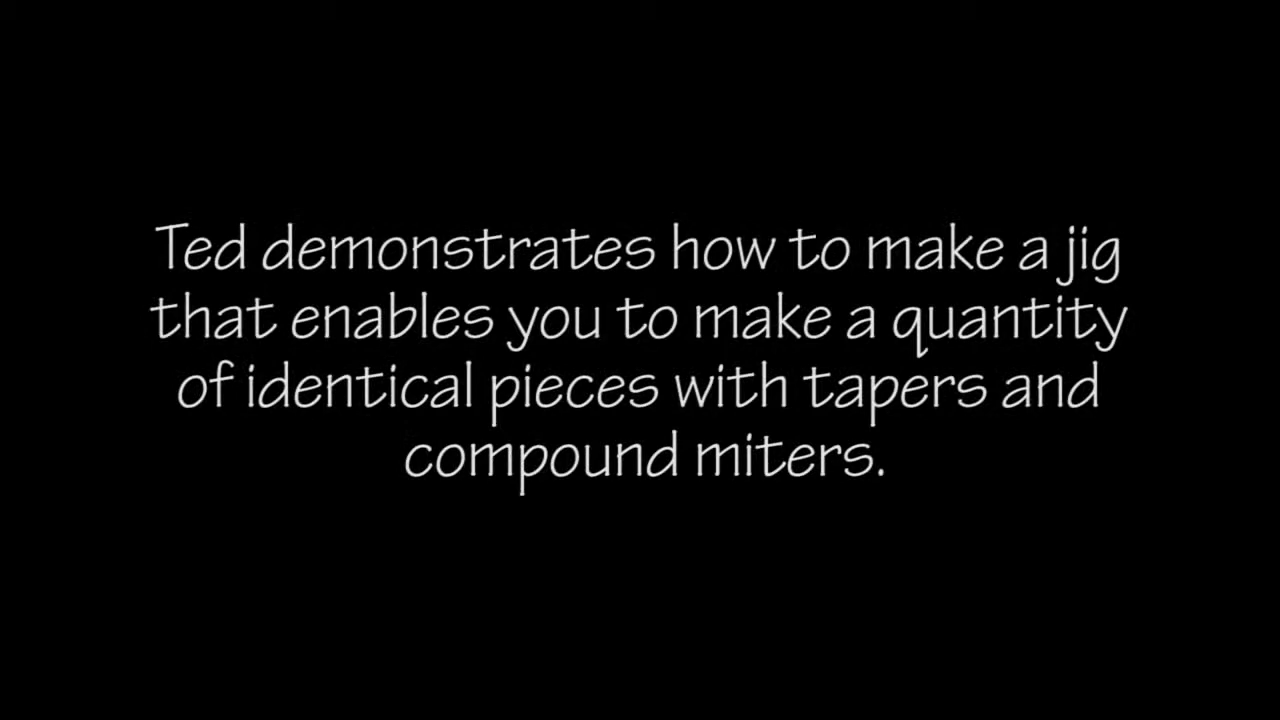 Ted demonstrates how to make a jig
that enables you to make a quantity
of identical pieces with tapers and
compound miters.